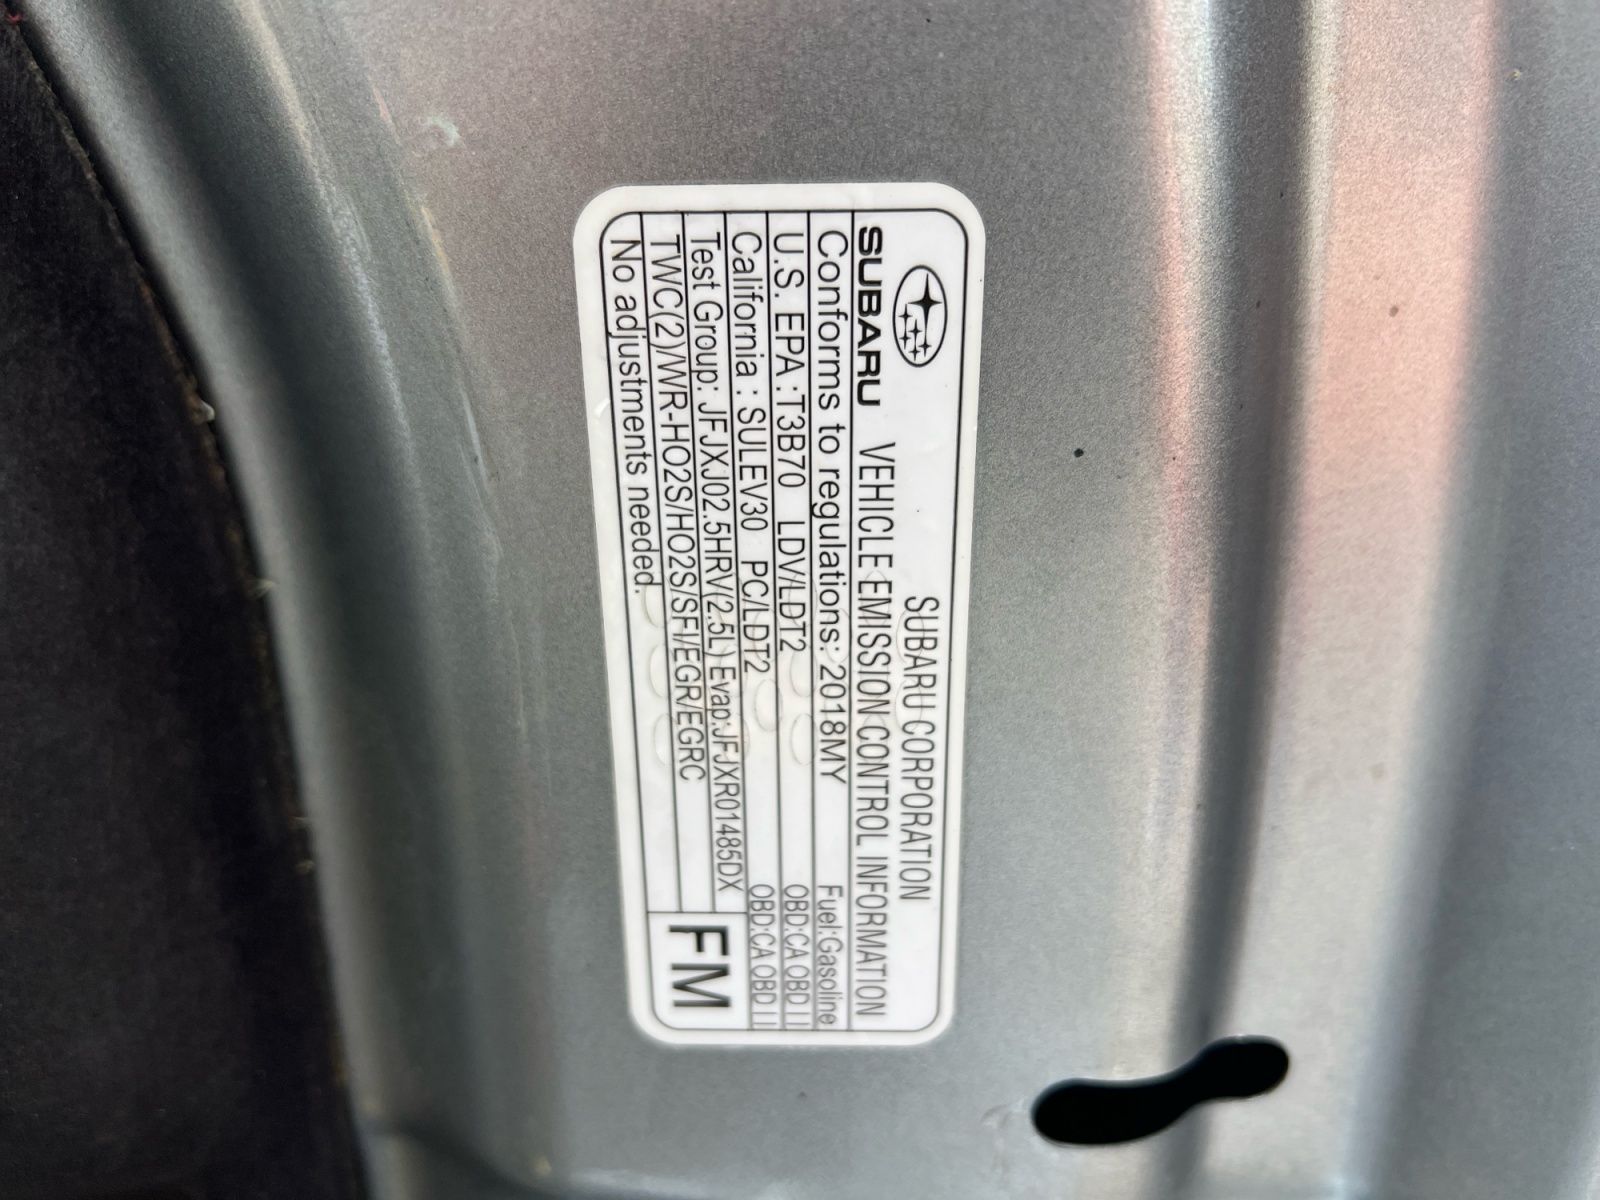 SUBARU CORPORATION
SUBARU VEHICLE EMISSION CONTROL INFORMATION
Conforms to regulations: 2018MY Fuel:Gasoline
U.S. EPA : T3B70 LDV/LDT2 OBD:CA OBD II
California : SULEV30 PC/LDT2 OBD:CA OBD II
Test Group: JFJXJ02.5HRV(2.5L) Evap:JFJXR01485DX
TWC(2)/WR-HO2S/HO2S/SFI/EGR/EGRC
No adjustments needed.
FM